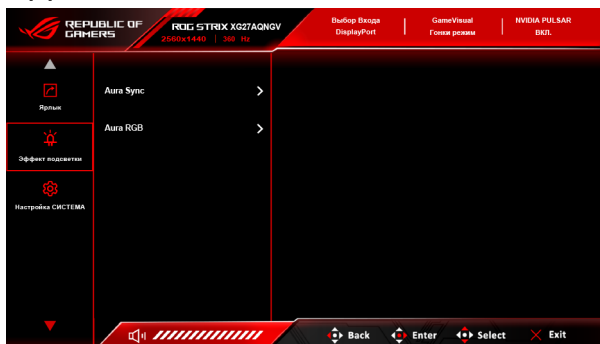 REPUBLIC OF
GAMERS
ROG STRIX XG27AQNGV
2560x1440 | 360 Hz
Выбор Входа
DisplayPort
GameVisual
Гонки режим
NVIDIA PULSAR
ВКЛ.
Ярлык
Эффект подсветки
Настройка СИСТЕМА
Aura Sync
Aura RGB
Back
Enter
Select
Exit